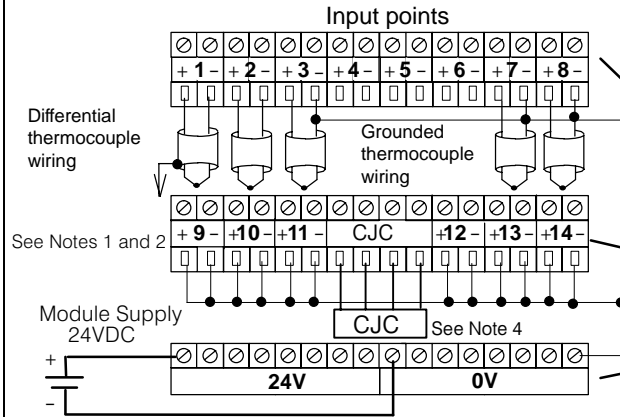 Input points
+ 1 - + 2 - + 3 - + 4 - + 5 - + 6 - + 7 - + 8 -
Differential
thermocouple
wiring
Grounded
thermocouple
wiring
+ 9 - +10 - +11 - CJC +12 - +13 - +14 -
See Notes 1 and 2
CJC
See Note 4
Module Supply
24VDC
+
24V 0V
-